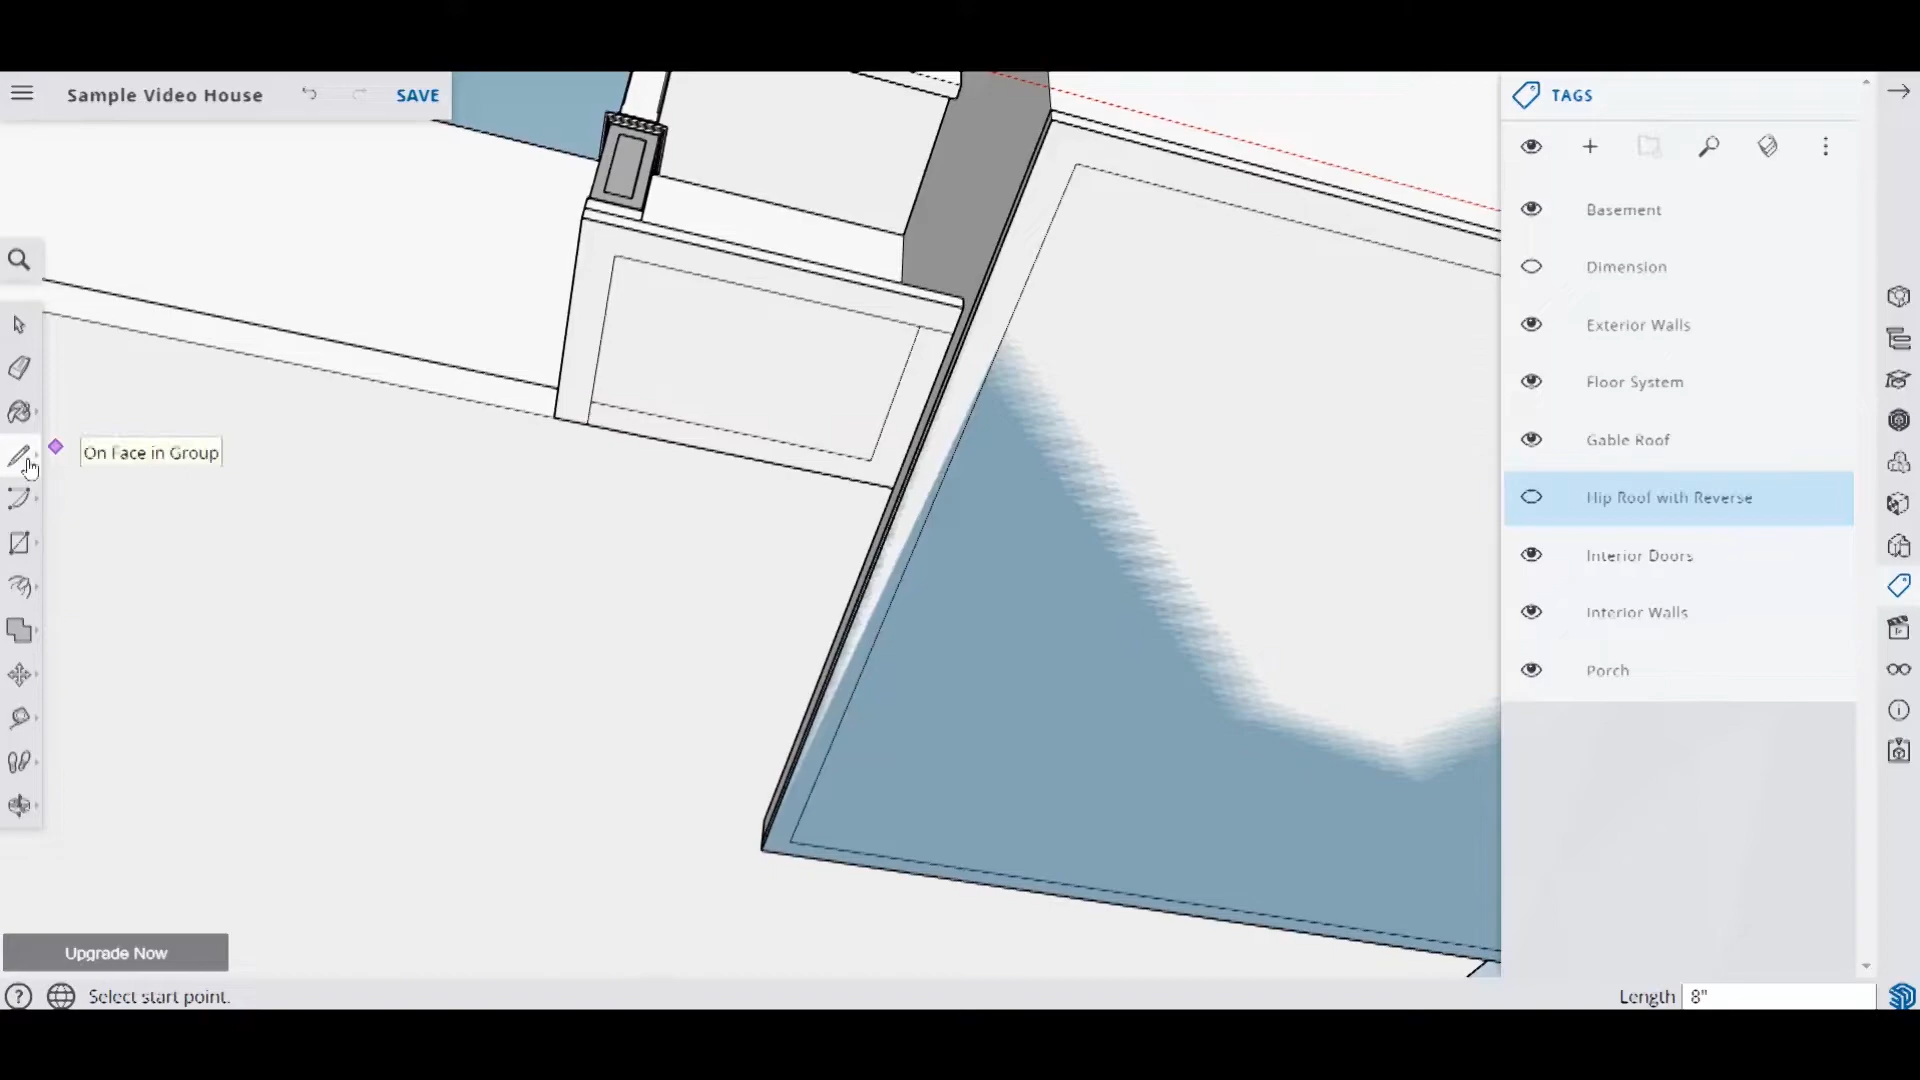 Sample Video House
SAVE
TAGS
Basement
Dimension
Exterior Walls
Floor System
Gable Roof
Hip Roof with Reverse
Interior Doors
Interior Walls
Porch
On Face in Group
Upgrade Now
Select start point.
Length 8"